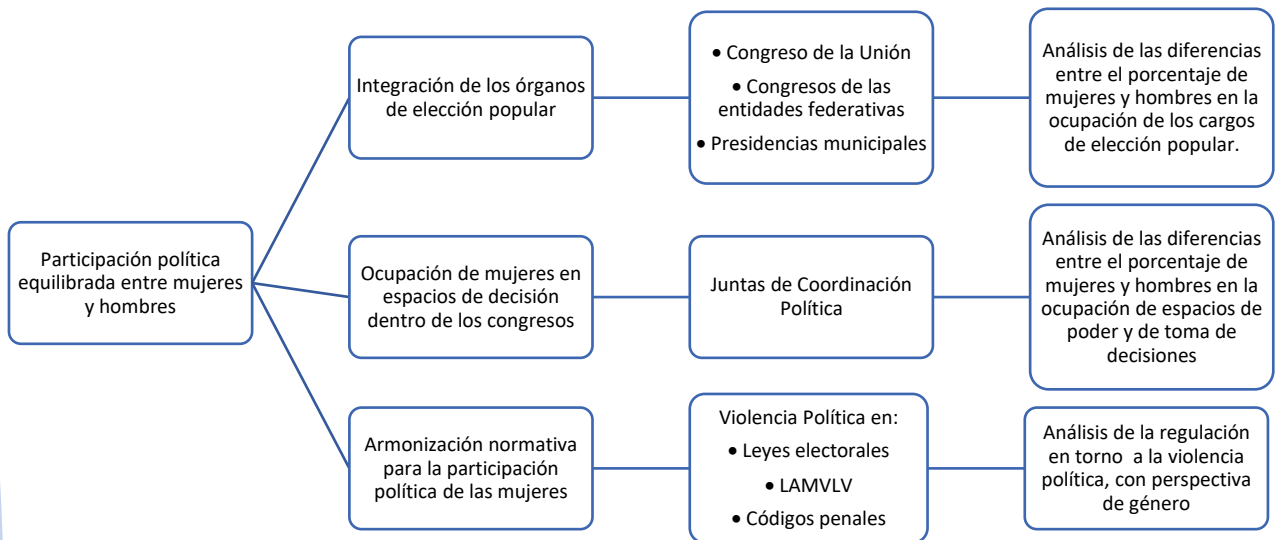 Participación política
equilibrada entre mujeres
y hombres
Integración de los órganos
de elección popular
• Congreso de la Unión
• Congresos de las
entidades federativas
• Presidencias municipales
Análisis de las diferencias
entre el porcentaje de
mujeres y hombres en la
ocupación de los cargos
de elección popular.
Ocupación de mujeres en
espacios de decisión
dentro de los congresos
Juntas de Coordinación
Política
Análisis de las diferencias
entre el porcentaje de
mujeres y hombres en la
ocupación de espacios de
poder y de toma de
decisiones
Armonización normativa
para la participación
política de las mujeres
Violencia Política en:
• Leyes electorales
• LAMVLV
• Códigos penales
Análisis de la regulación
en torno a la violencia
política, con perspectiva
de género